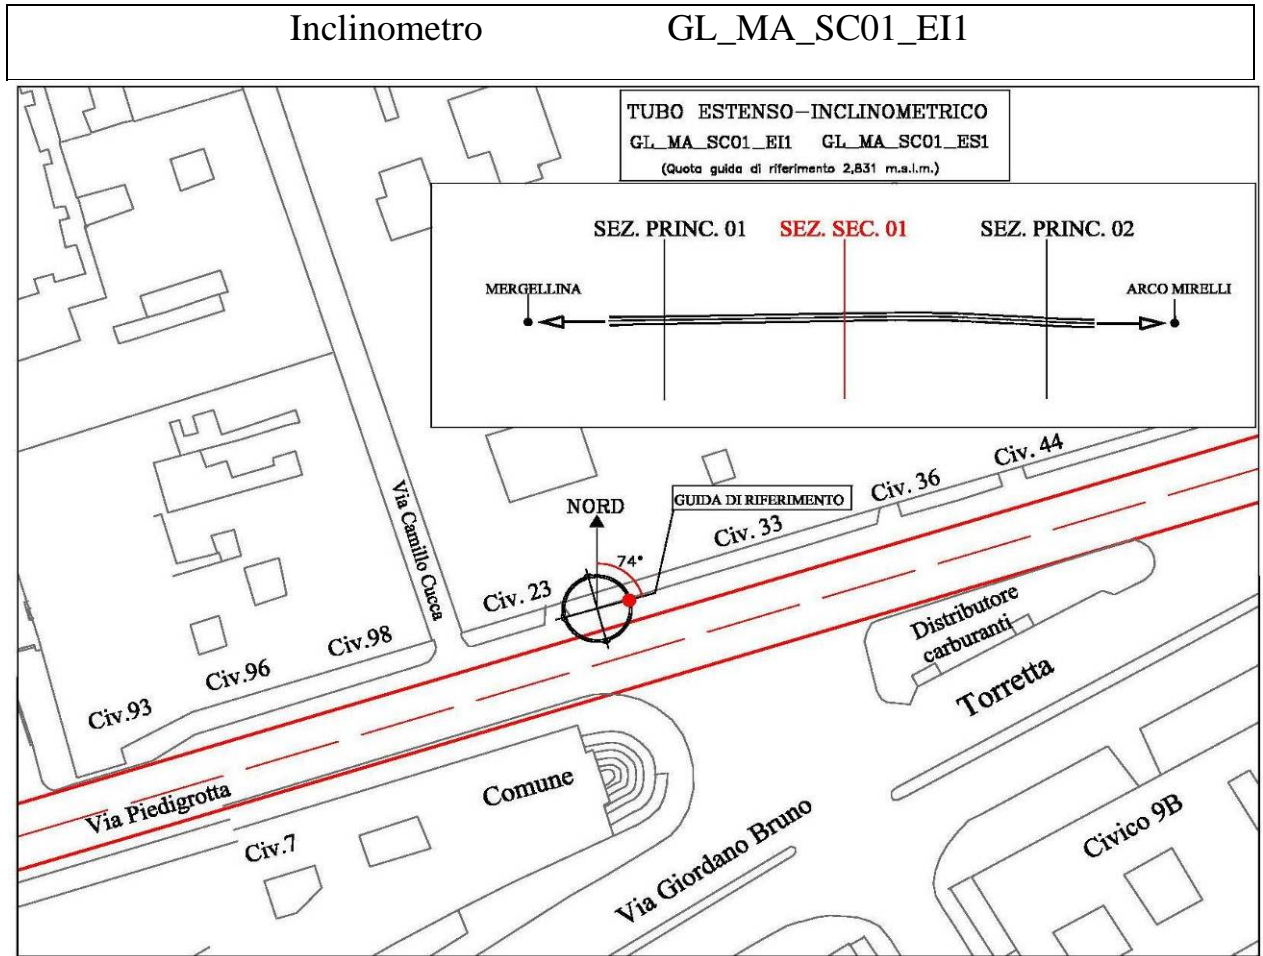 Inclinometro GL_MA_SC01_EI1
TUBO ESTENSO-INCLINOMETRICO
GL_MA_SC01_EI1 GL_MA_SC01_ES1
(Quota guida di riferimento 2,831 m.s.l.m.)
SEZ. PRINC. 01 SEZ. SEC. 01 SEZ. PRINC. 02
MERGELLINA ARCO MIRELLI
Civ. 44
Civ. 36
GUIDA DI RIFERIMENTO
NORD
Civ. 33
74°
Via Camillo Cucca
Civ. 23
Civ.98
Civ.96
Civ.93
Distributore
carburanti
Torretta
Comune
Via Piedigrotta
Civ.7
Via Giordano Bruno
Civico 9B